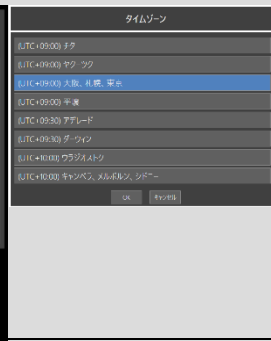 タイムゾーン
(UTC+09:00) チタ
(UTC+09:00) ヤクーツク
(UTC+09:00) 大阪、札幌、東京
(UTC+09:00) 平壌
(UTC+09:30) アデレード
(UTC+09:30) ダーウィン
(UTC+10:00) ウラジオストク
(UTC+10:00) キャンベラ、メルボルン、シドニー
OK キャンセル